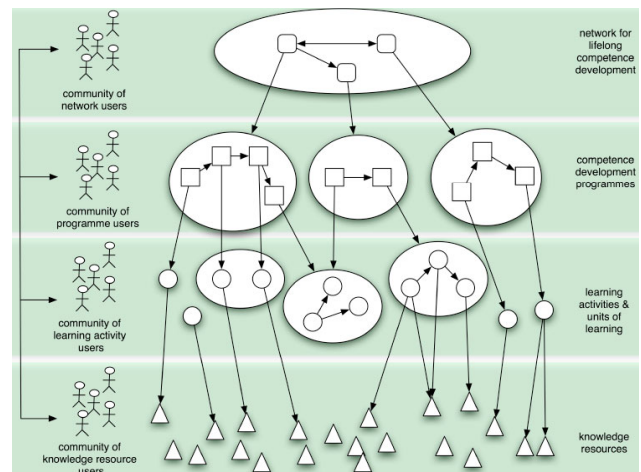 community of
network users
network for
lifelong
competence
development
community of
programme users
competence
development
programmes
community of
learning activity
users
learning
activities &
units of
learning
community of
knowledge resource
users
knowledge
resources